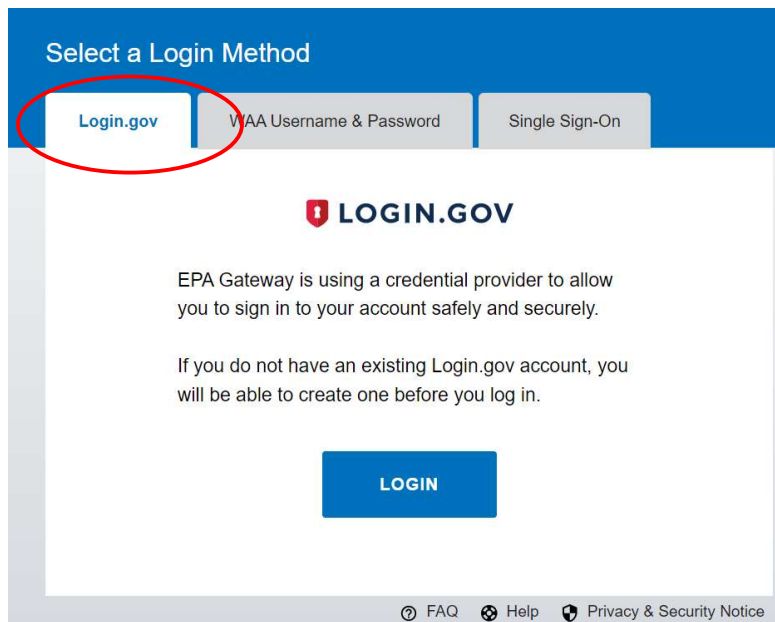 Select a Login Method
Login.gov
WAA Username & Password
Single Sign-On
LOGIN.GOV
EPA Gateway is using a credential provider to allow
you to sign in to your account safely and securely.
If you do not have an existing Login.gov account, you
will be able to create one before you log in.
LOGIN
FAQ
Help
Privacy & Security Notice